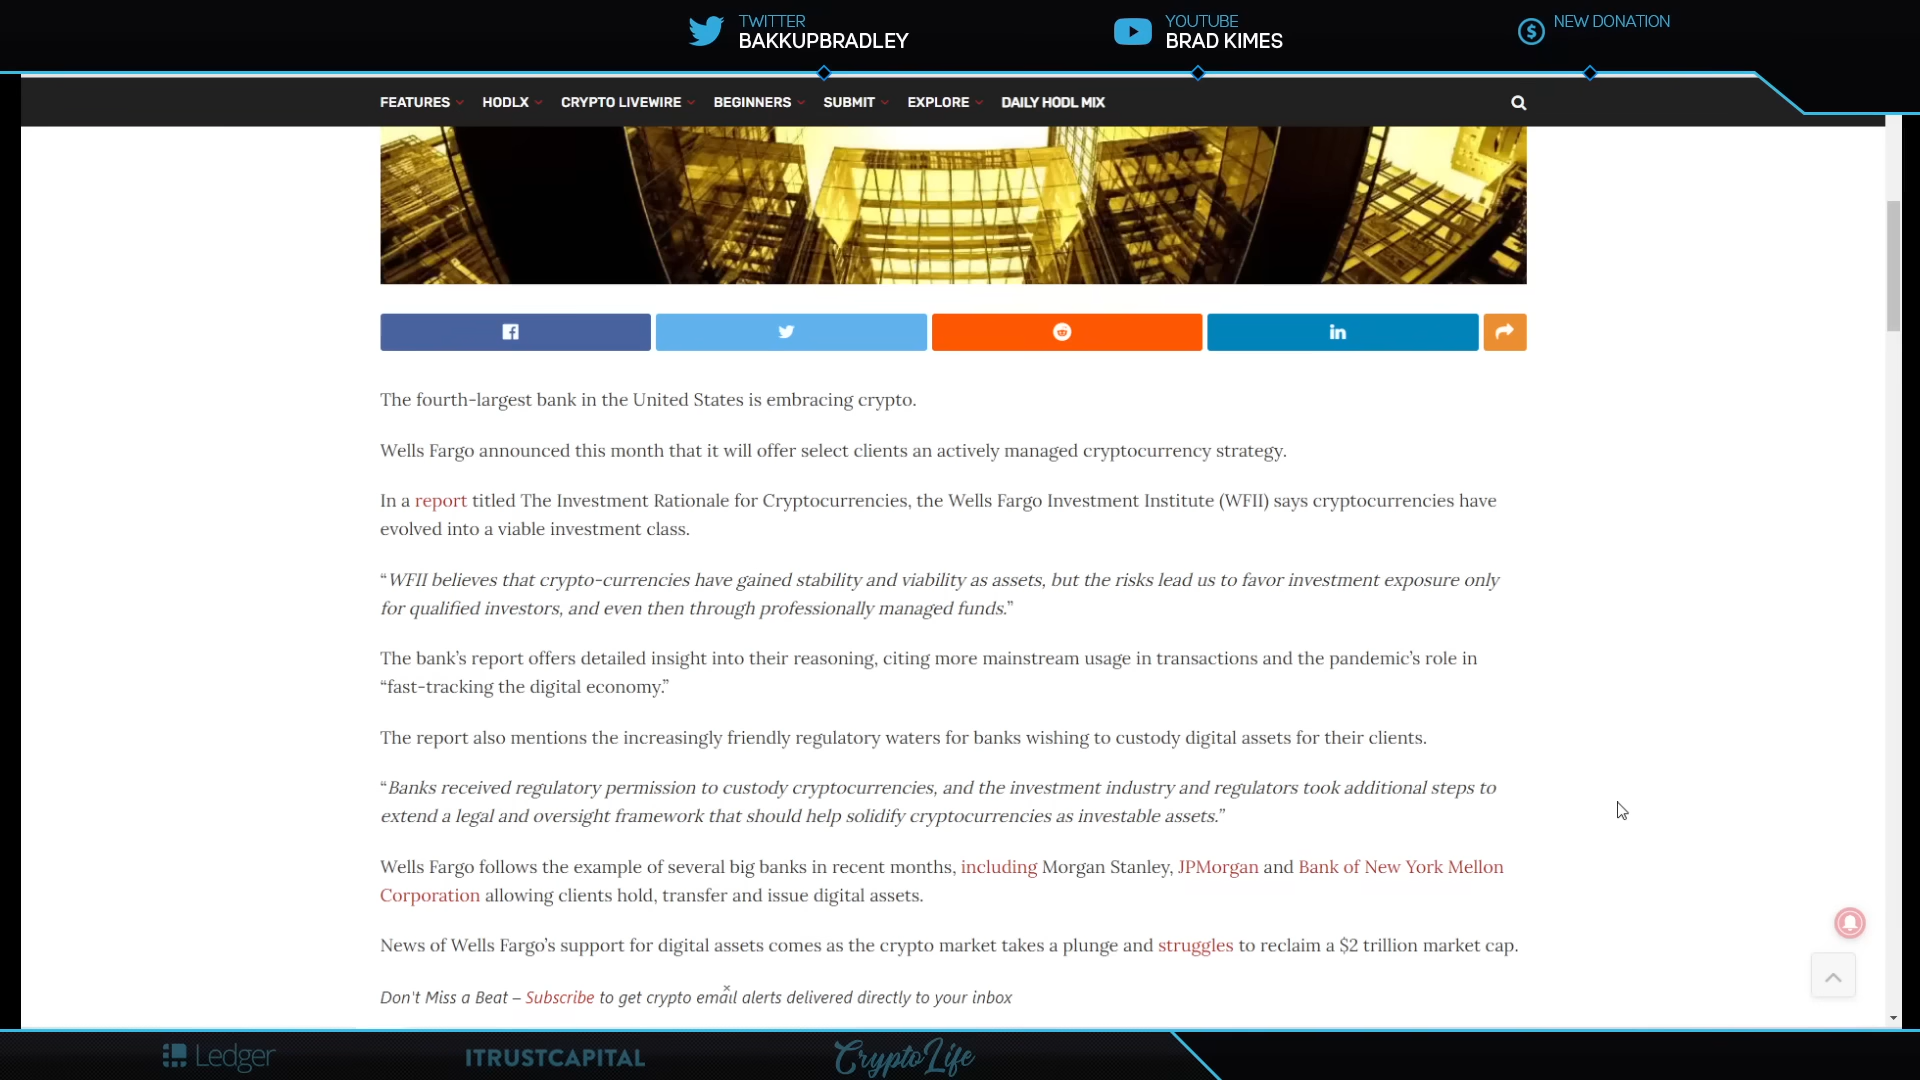 TWITTER
BAKKUPBRADLEY
YOUTUBE
BRAD KIMES
NEW DONATION
FEATURES HODLX CRYPTO LIVEWIRE BEGINNERS SUBMIT EXPLORE DAILY HODL MIX
The fourth-largest bank in the United States is embracing crypto.
Wells Fargo announced this month that it will offer select clients an actively managed cryptocurrency strategy.
In a report titled The Investment Rationale for Cryptocurrencies, the Wells Fargo Investment Institute (WFII) says cryptocurrencies have
evolved into a viable investment class.
“WFII believes that crypto-currencies have gained stability and viability as assets, but the risks lead us to favor investment exposure only
for qualified investors, and even then through professionally managed funds.”
The bank’s report offers detailed insight into their reasoning, citing more mainstream usage in transactions and the pandemic’s role in
“fast-tracking the digital economy.”
The report also mentions the increasingly friendly regulatory waters for banks wishing to custody digital assets for their clients.
“Banks received regulatory permission to custody cryptocurrencies, and the investment industry and regulators took additional steps to
extend a legal and oversight framework that should help solidify cryptocurrencies as investable assets.”
Wells Fargo follows the example of several big banks in recent months, including Morgan Stanley, JPMorgan and Bank of New York Mellon
Corporation allowing clients hold, transfer and issue digital assets.
News of Wells Fargo’s support for digital assets comes as the crypto market takes a plunge and struggles to reclaim a $2 trillion market cap.
Don't Miss a Beat – Subscribe to get crypto email alerts delivered directly to your inbox
Ledger
ITRUSTCAPITAL
CryptoLife